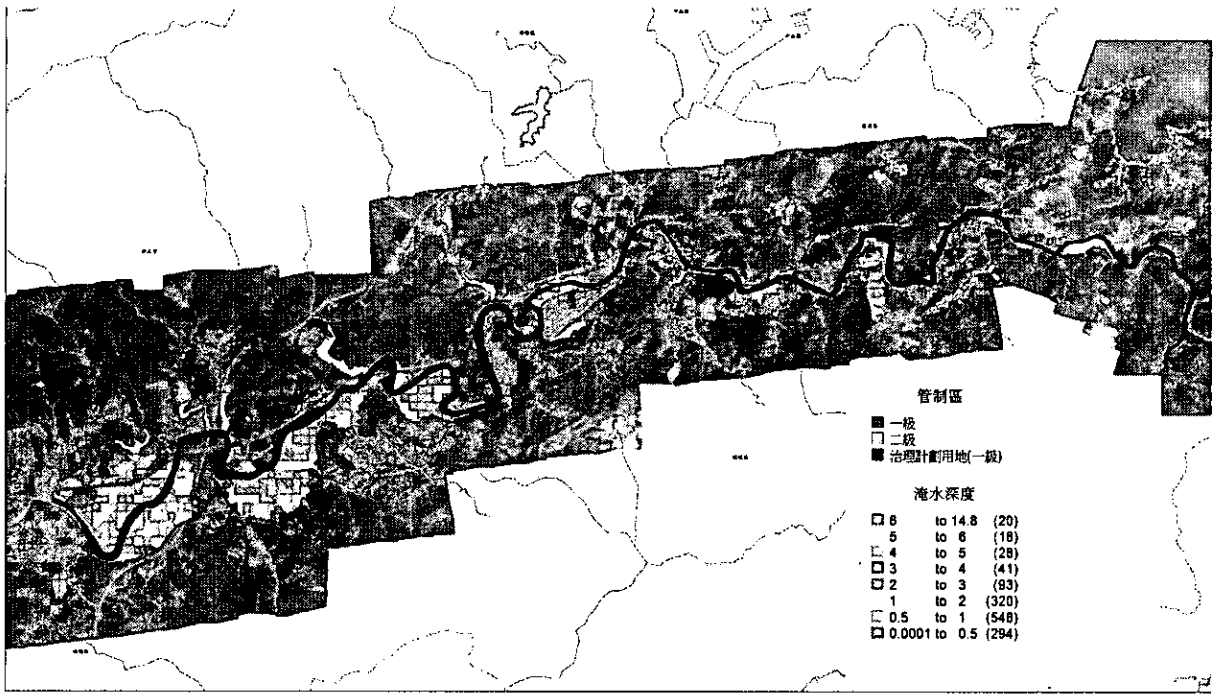 管制區
一級
二級
治理計劃用地(一級)
淹水深度
6 to 14.8 (20)
5 to 6 (18)
4 to 5 (28)
3 to 4 (41)
2 to 3 (93)
1 to 2 (320)
0.5 to 1 (548)
0.0001 to 0.5 (294)